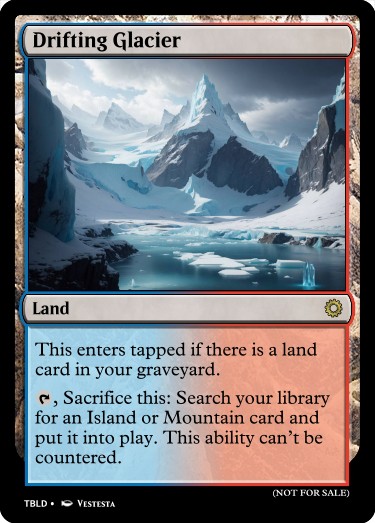 Drifting Glacier
Land
This enters tapped if there is a land
card in your graveyard.
, Sacrifice this: Search your library
for an Island or Mountain card and
put it into play. This ability can't be
countered.
(NOT FOR SALE)
TBLD • Vestesta